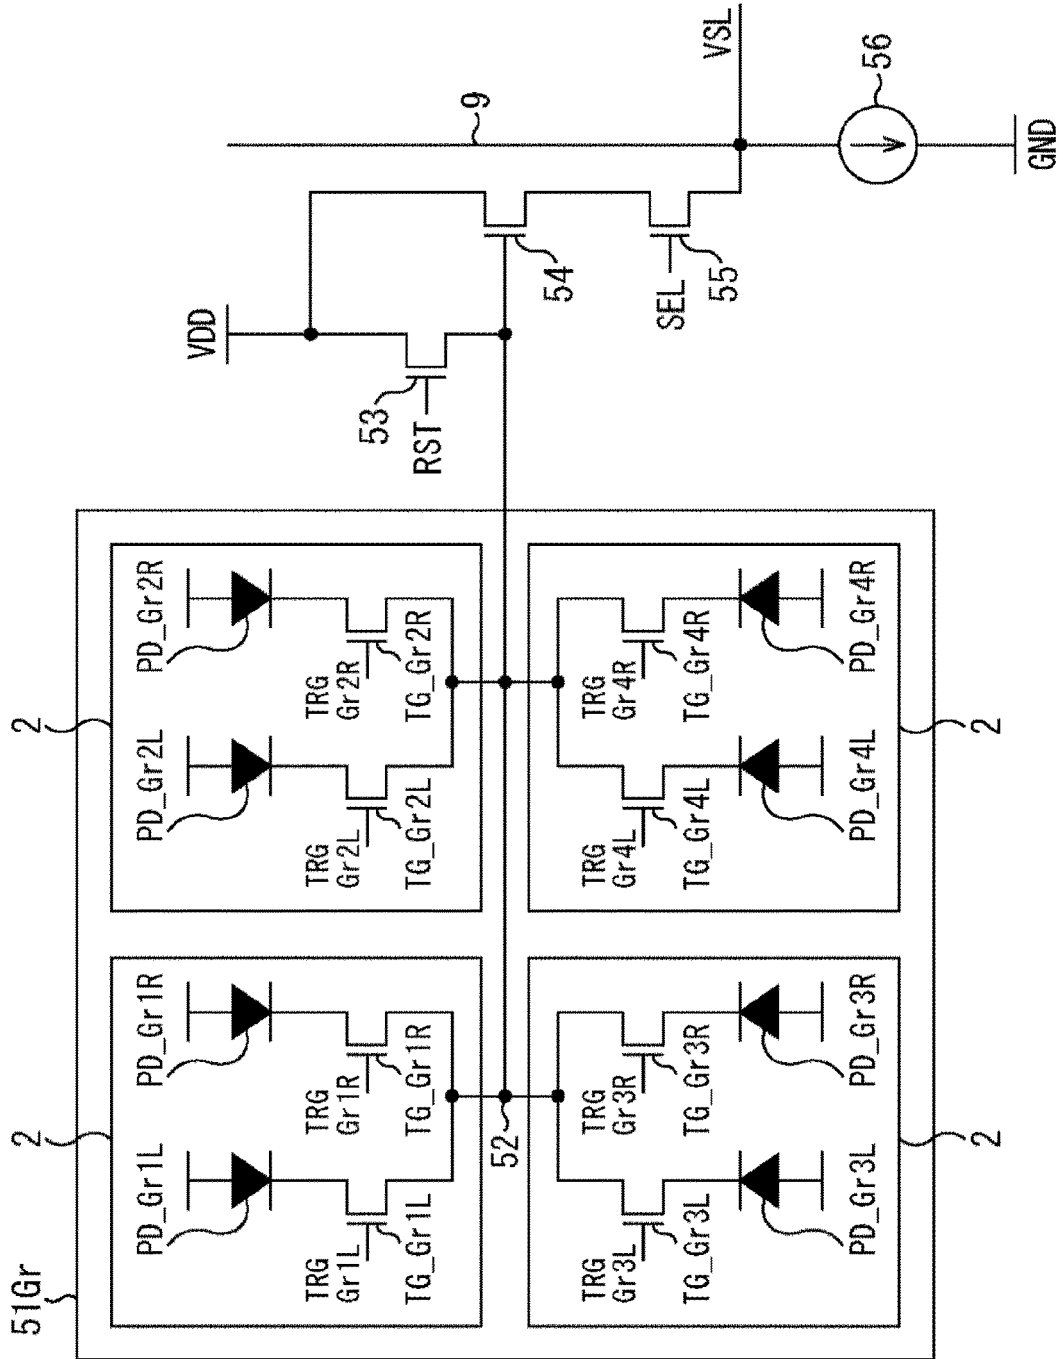 51Gr
2
2
PD_Gr1L
PD_Gr1R
PD_Gr2L
PD_Gr2R
TRG
Gr1L
TRG
Gr1R
TRG
Gr2L
TRG
Gr2R
TG_Gr1L
TG_Gr1R
TG_Gr2L
TG_Gr2R
52
TRG
Gr3L
TRG
Gr3R
TRG
Gr4L
TRG
Gr4R
TG_Gr3L
TG_Gr3R
TG_Gr4L
TG_Gr4R
PD_Gr3L
PD_Gr3R
PD_Gr4L
PD_Gr4R
2
2
VDD
53
RST
54
SEL
55
9
VSL
56
GND